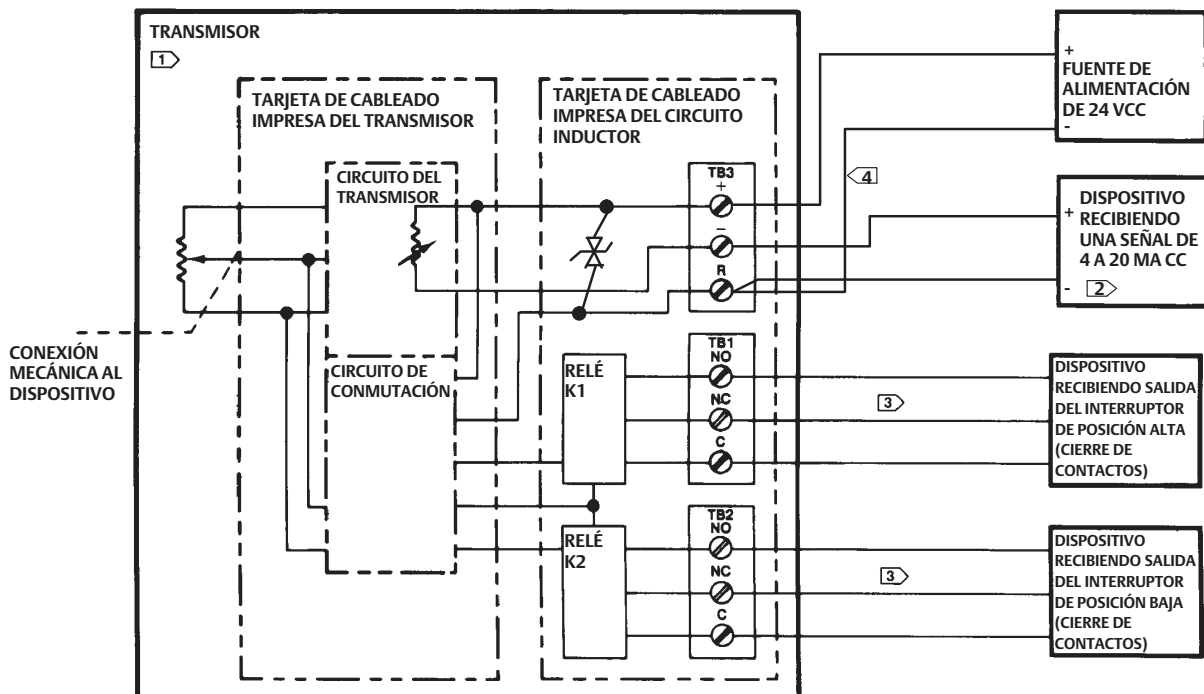 TRANSMISOR
1
TARJETA DE CABLEADO
IMPRESA DEL TRANSMISOR
TARJETA DE CABLEADO
IMPRESA DEL CIRCUITO
INDUCTOR
CIRCUITO DEL
TRANSMISOR
CIRCUITO DE
CONMUTACIÓN
CONEXIÓN
MECÁNICA AL
DISPOSITIVO
TB3
+
-
R
RELÉ
K1
TB1
NO
NC
C
RELÉ
K2
TB2
NO
NC
C
+
FUENTE DE
ALIMENTACIÓN
DE 24 VCC
-
4
DISPOSITIVO
+ RECIBIENDO
UNA SEÑAL DE
4 A 20 MA CC
- 2
3
DISPOSITIVO
RECIBIENDO SALIDA
DEL INTERRUPTOR
DE POSICIÓN ALTA
(CIERRE DE
CONTACTOS)
3
DISPOSITIVO
RECIBIENDO SALIDA
DEL INTERRUPTOR
DE POSICIÓN BAJA
(CIERRE DE
CONTACTOS)